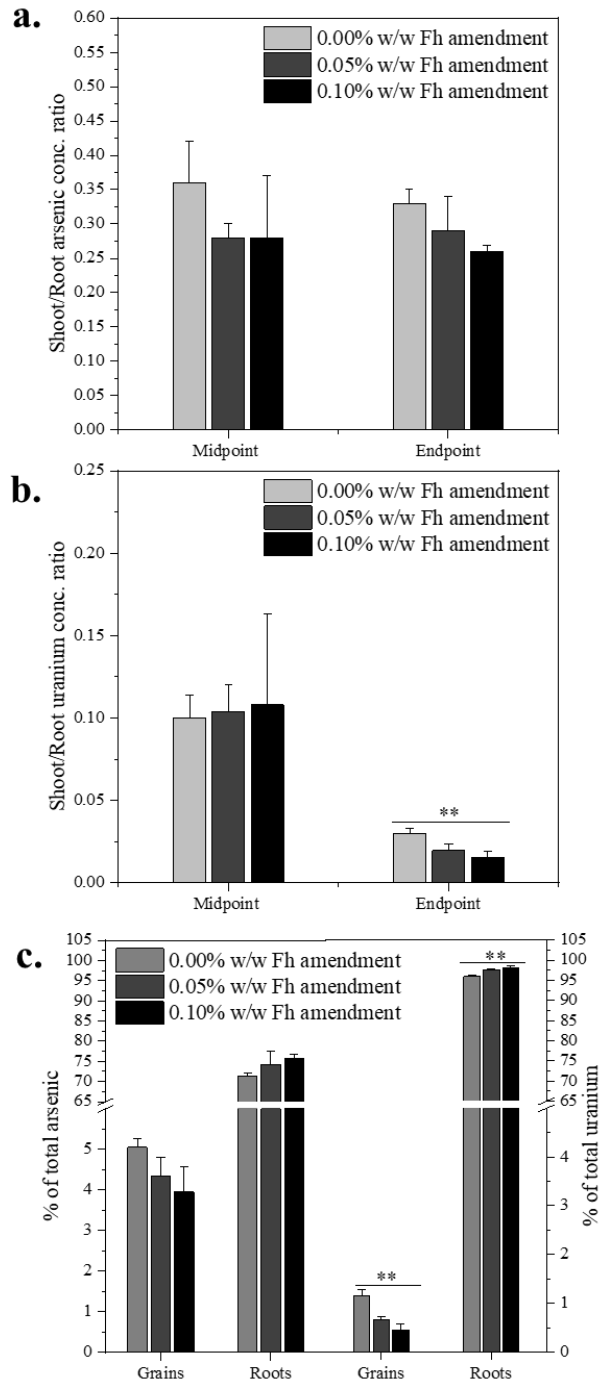 a.
0.60
0.55
0.50
0.45
0.40
0.35
0.30
0.25
0.20
0.15
0.10
0.05
0.00
Shoot/Root arsenic conc. ratio
0.00% w/w Fh amendment
0.05% w/w Fh amendment
0.10% w/w Fh amendment
Midpoint
Endpoint
b.
0.25
0.20
0.15
0.10
0.05
0.00
Shoot/Root uranium conc. ratio
0.00% w/w Fh amendment
0.05% w/w Fh amendment
0.10% w/w Fh amendment
**
Midpoint
Endpoint
c.
105
100
95
90
85
80
75
70
65
5
4
3
2
1
0
% of total arsenic
0.00% w/w Fh amendment
0.05% w/w Fh amendment
0.10% w/w Fh amendment
**
**
105
100
95
90
85
80
75
70
65
4
3
2
1
0
% of total uranium
Grains
Roots
Grains
Roots